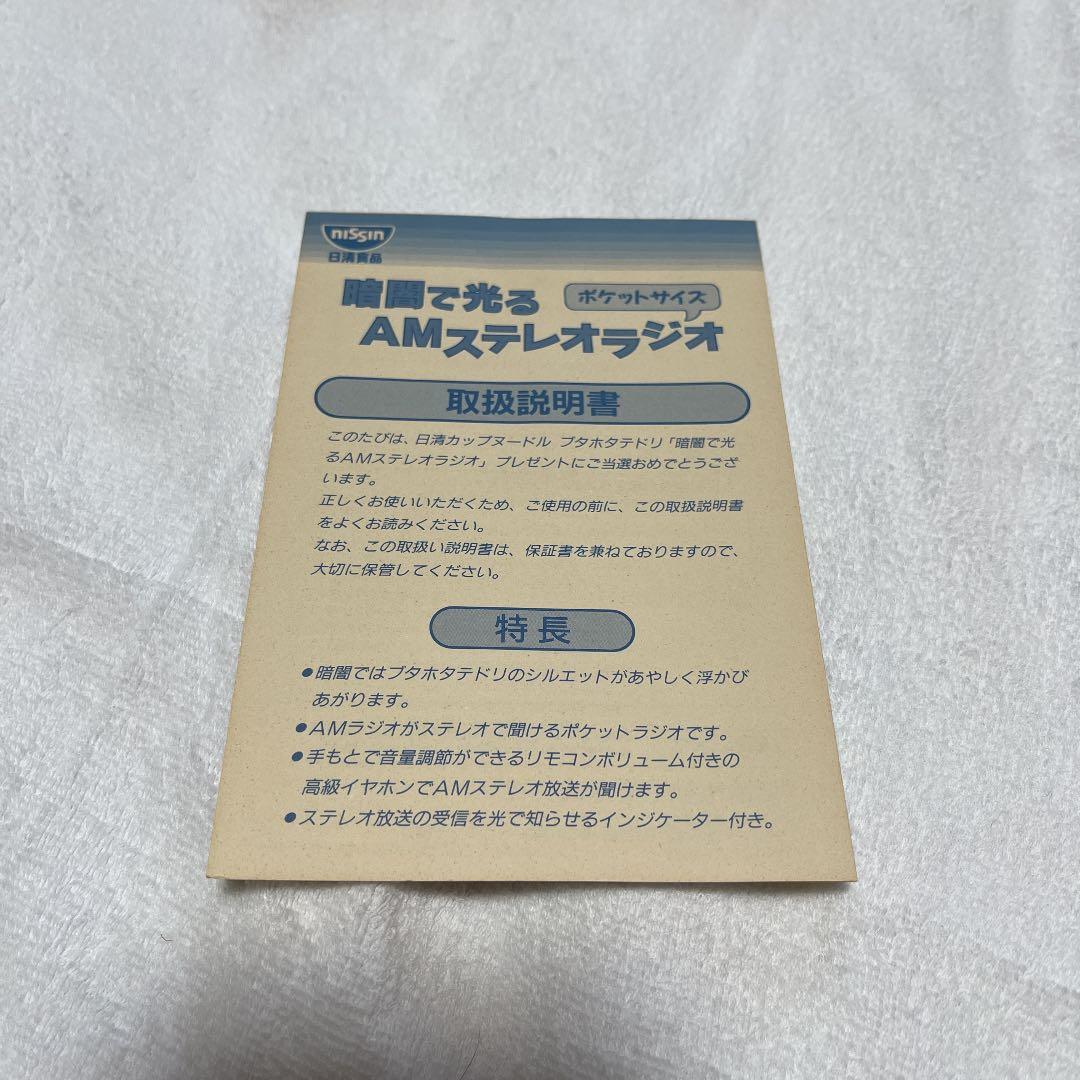 nissin
日清食品
暗闇で光る
ポケットサイズ
AMステレオラジオ
取扱説明書
このたびは、日清カップヌードル ブタホタテドリ「暗闇で光
るAMステレオラジオ」プレゼントにご当選おめでとうござ
います。
正しくお使いいただくため、ご使用の前に、この取扱説明書
をよくお読みください。
なお、この取扱い説明書は、保証書を兼ねておりますので、
大切に保管してください。
特長
●暗闇ではブタホタテドリのシルエットがあやしく浮かび
あがります。
●AMラジオがステレオで聞けるポケットラジオです。
●手もとで音量調節ができるリモコンボリューム付きの
高級イヤホンでAMステレオ放送が聞けます。
●ステレオ放送の受信を光で知らせるインジケーター付き。